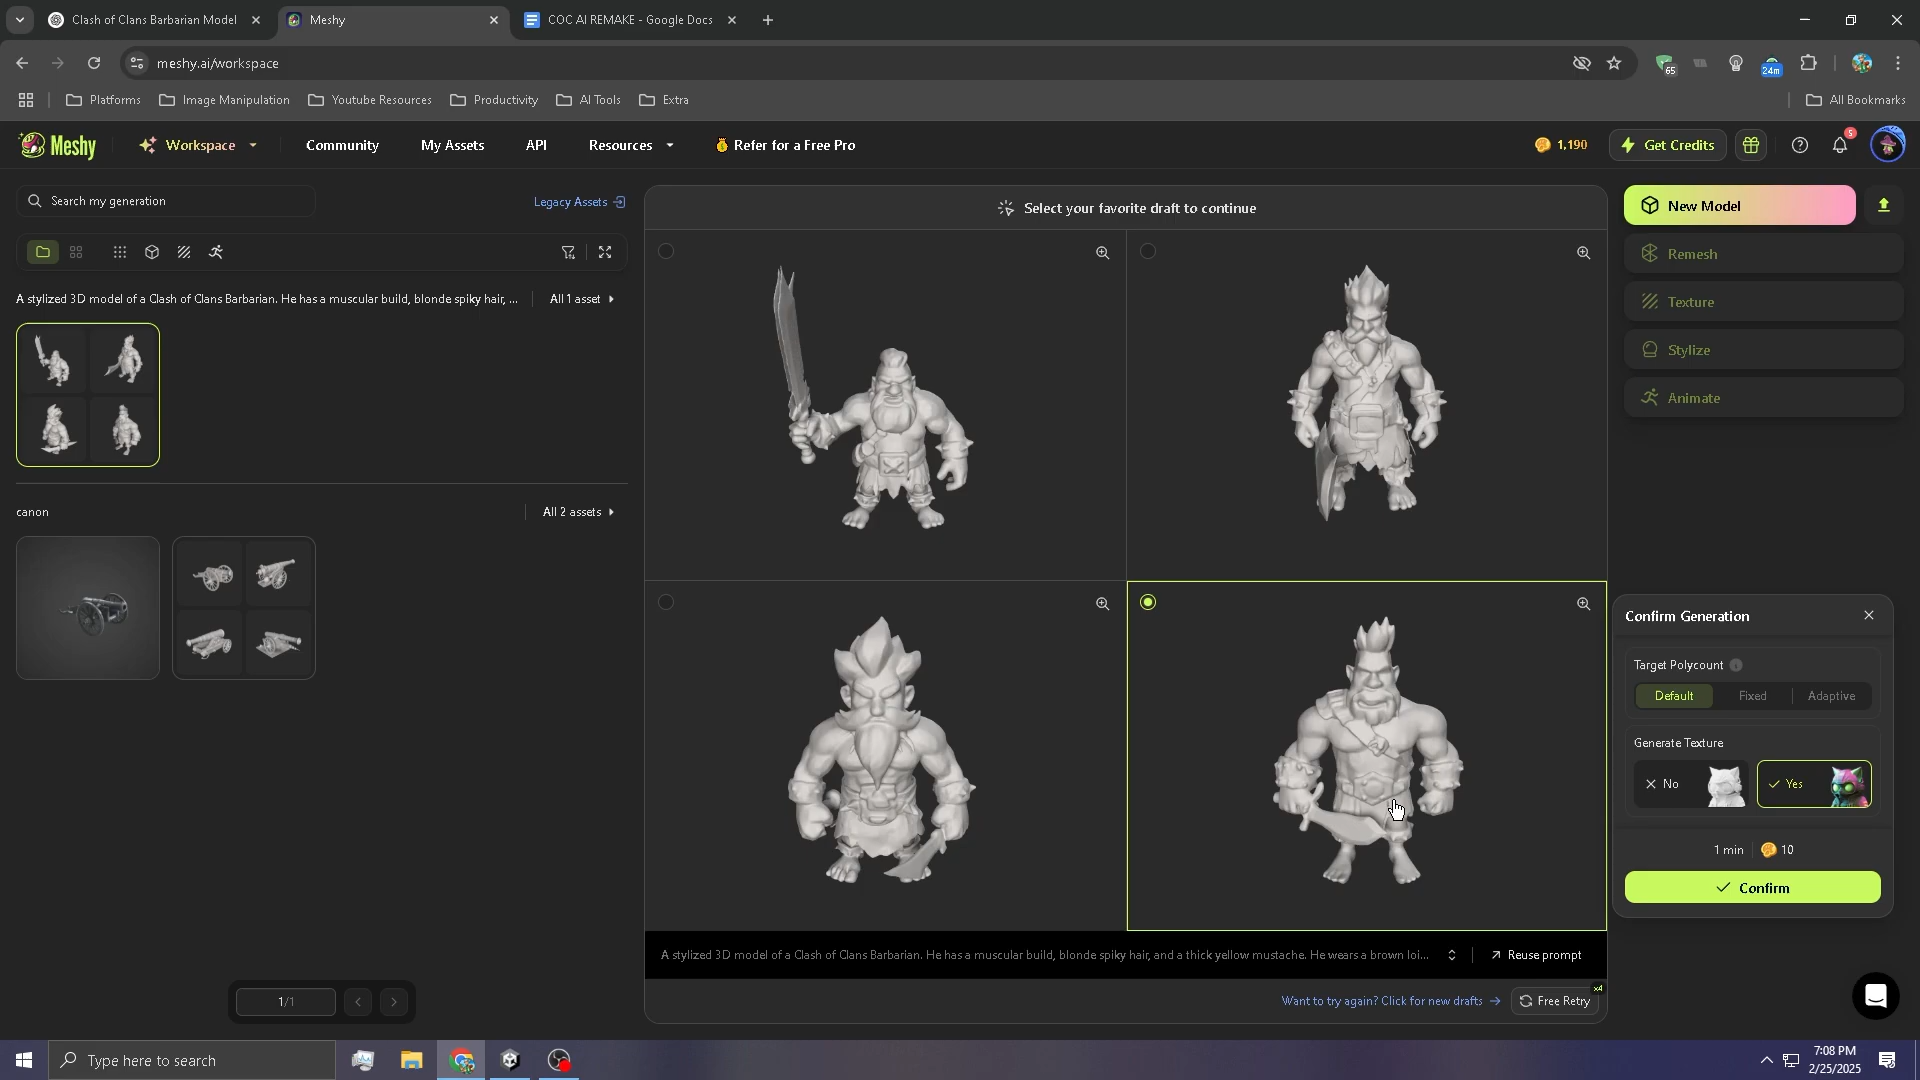 Clash of Clans Barbarian Model
Meshy
COC AI REMAKE - Google Docs
meshy.ai/workspace
65
24m
Platforms
Image Manipulation
Youtube Resources
Productivity
AI Tools
Extra
All Bookmarks
Meshy
Workspace
Community
My Assets
API
Resources
Refer for a Free Pro
1,190
Get Credits
5
Search my generation
Legacy Assets
Select your favorite draft to continue
New Model
Remesh
Texture
Stylize
Animate
A stylized 3D model of a Clash of Clans Barbarian. He has a muscular build, blonde spiky hair, ...
All 1 asset
canon
All 2 assets
Confirm Generation
Target Polycount
Default
Fixed
Adaptive
Generate Texture
No
Yes
1 min
10
Confirm
A stylized 3D model of a Clash of Clans Barbarian. He has a muscular build, blonde spiky hair, and a thick yellow mustache. He wears a brown loi...
Reuse prompt
1/1
Want to try again? Click for new drafts
Free Retry
x4
Type here to search
7:08 PM
2/25/2025